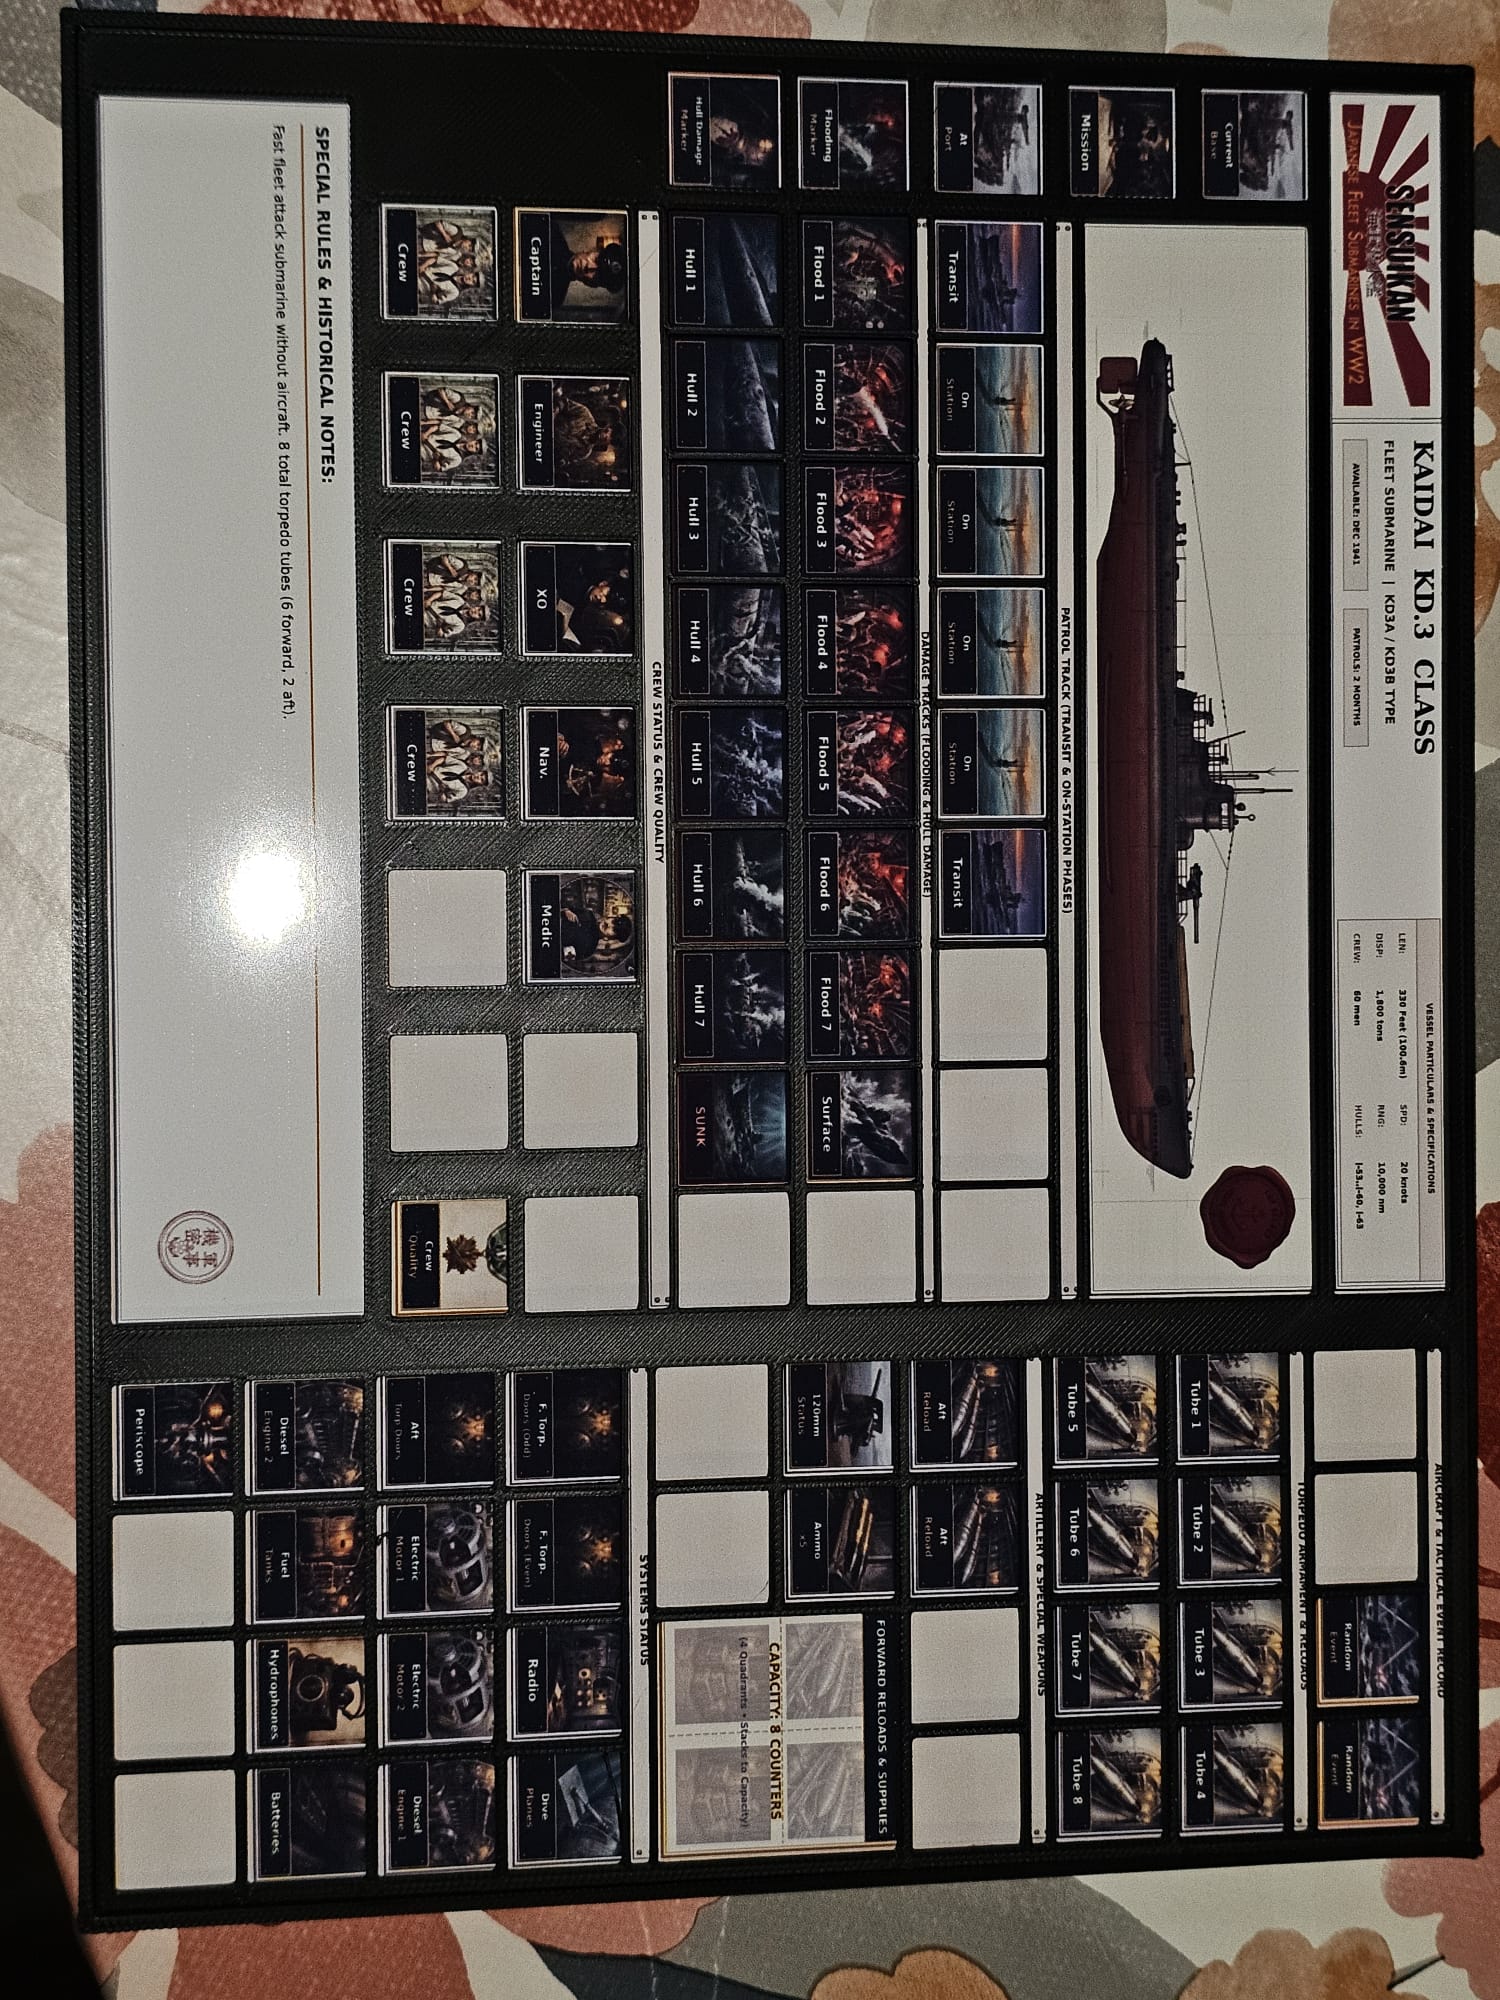 SENSUIKAN
JAPANESE FLEET SUBMARINES IN WW2
KAIDAI KD.3 CLASS
FLEET SUBMARINE | KD3A / KD3B TYPE
AVAILABLE: DEC 1941
PATROLS: 2 MONTHS
VESSEL PARTICULARS & SPECIFICATIONS
LEN: 330 Feet (100.6m) SPD: 20 knots
DISP: 1,800 tons RNG: 10,000 nm
CREW: 60 men HULLS: I-53..I-60, I-63
Current
Base
Mission
PATROL TRACK (TRANSIT & ON-STATION PHASES)
At
Port
Transit
On
Station
On
Station
On
Station
On
Station
Transit
DAMAGE TRACKS (FLOODING & HULL DAMAGE)
Flooding
Marker
Flood 1
Flood 2
Flood 3
Flood 4
Flood 5
Flood 6
Flood 7
Surface
Hull Damage
Marker
Hull 1
Hull 2
Hull 3
Hull 4
Hull 5
Hull 6
Hull 7
SUNK
CREW STATUS & CREW QUALITY
Captain
Engineer
XO
Nav.
Medic
Crew
Crew
Crew
Crew
Crew
Quality
SPECIAL RULES & HISTORICAL NOTES:
Fast fleet attack submarine without aircraft. 8 total torpedo tubes (6 forward, 2 aft).
機軍
密事
AIRCRAFT & TACTICAL EVENT RECORD
Random
Event
Random
Event
TORPEDO ARMAMENT & RELOADS
Tube 1
Tube 2
Tube 3
Tube 4
Tube 5
Tube 6
Tube 7
Tube 8
ARTILLERY & SPECIAL WEAPONS
Aft
Reload
Aft
Reload
120mm
Status
Ammo
x5
FORWARD RELOADS & SUPPLIES
CAPACITY: 8 COUNTERS
(4 Quadrants • Stacks to Capacity)
SYSTEMS STATUS
F. Torp.
Doors (Odd)
F. Torp.
Doors (Even)
Radio
Dive
Planes
Aft
Torp Doors
Electric
Motor 1
Electric
Motor 2
Diesel
Engine 1
Diesel
Engine 2
Fuel
Tanks
Hydrophones
Batteries
Periscope